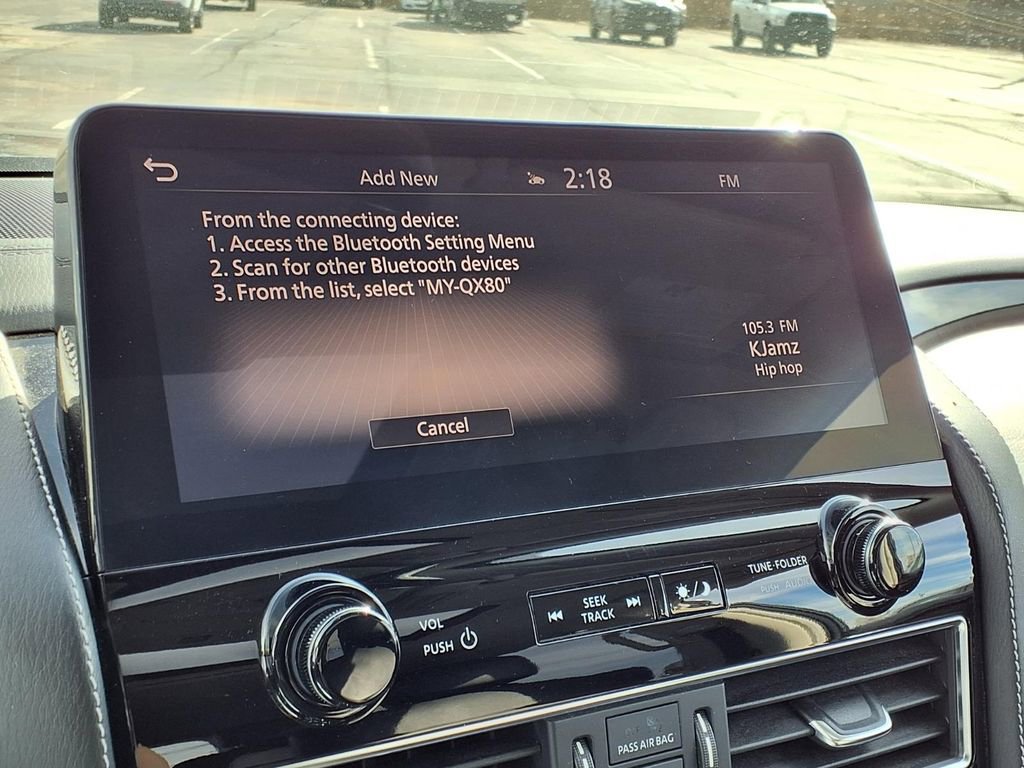 Add New
2:18
FM
From the connecting device:
1. Access the Bluetooth Setting Menu
2. Scan for other Bluetooth devices
3. From the list, select "MY-QX80"
105.3 FM
KJamz
Hip hop
Cancel
VOL
PUSH
SEEK
TRACK
TUNE·FOLDER
PUSH AUDIO
PASS AIR BAG